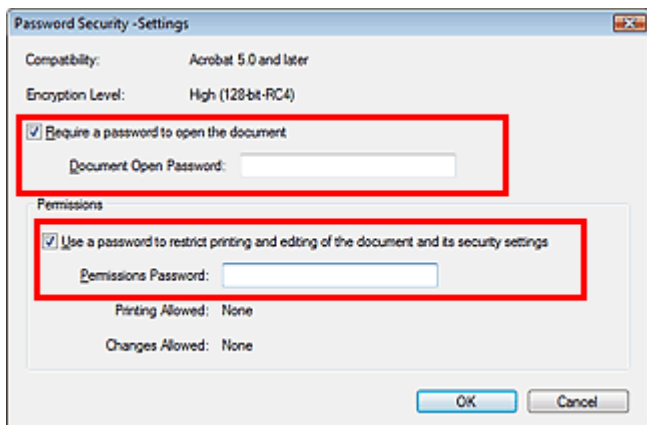 Password Security -Settings
Compatibility: Acrobat 5.0 and later
Encryption Level: High (128-bit-RC4)
Require a password to open the document
Document Open Password:
Permissions
Use a password to restrict printing and editing of the document and its security settings
Permissions Password:
Printing Allowed: None
Changes Allowed: None
OK Cancel